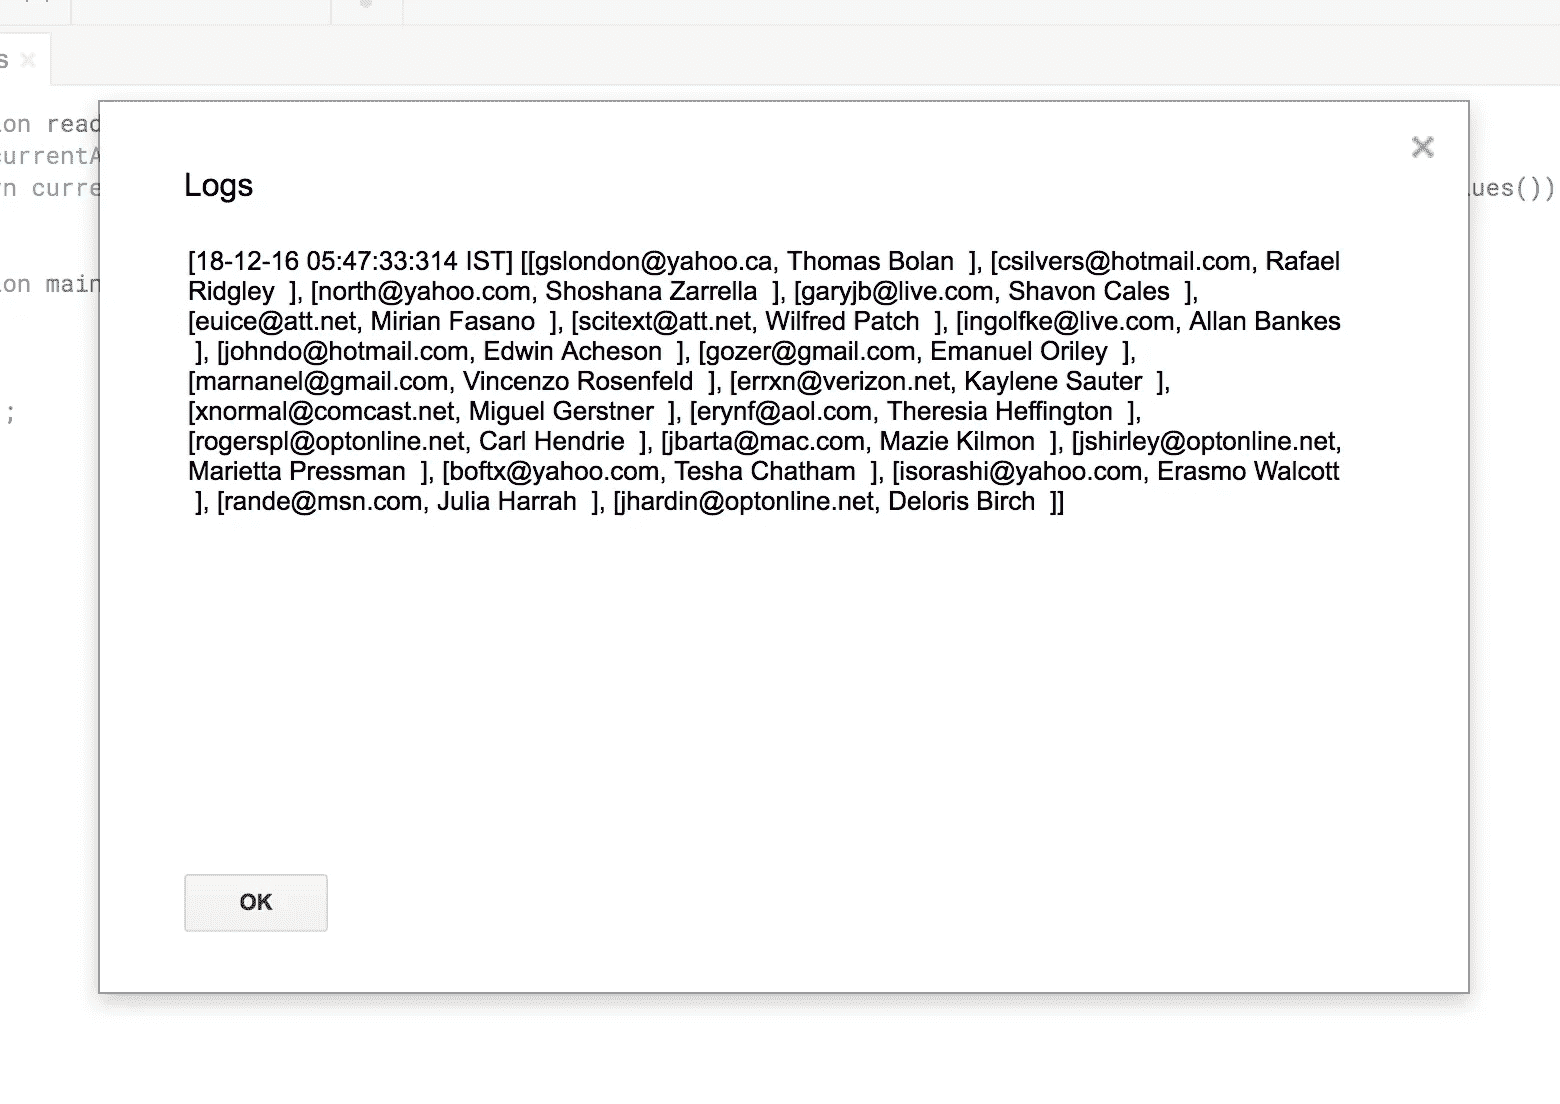 s
on read
currentA
n curre
ues())
on main
;
Logs
[18-12-16 05:47:33:314 IST] [[gslondon@yahoo.ca, Thomas Bolan  ], [csilvers@hotmail.com, Rafael
Ridgley  ], [north@yahoo.com, Shoshana Zarrella  ], [garyjb@live.com, Shavon Cales  ],
[euice@att.net, Mirian Fasano  ], [scitext@att.net, Wilfred Patch  ], [ingolfke@live.com, Allan Bankes
 ], [johndo@hotmail.com, Edwin Acheson  ], [gozer@gmail.com, Emanuel Oriley  ],
[marnanel@gmail.com, Vincenzo Rosenfeld  ], [errxn@verizon.net, Kaylene Sauter  ],
[xnormal@comcast.net, Miguel Gerstner  ], [erynf@aol.com, Theresia Heffington  ],
[rogerspl@optonline.net, Carl Hendrie  ], [jbarta@mac.com, Mazie Kilmon  ], [jshirley@optonline.net,
Marietta Pressman  ], [boftx@yahoo.com, Tesha Chatham  ], [isorashi@yahoo.com, Erasmo Walcott
 ], [rande@msn.com, Julia Harrah  ], [jhardin@optonline.net, Deloris Birch  ]]
OK